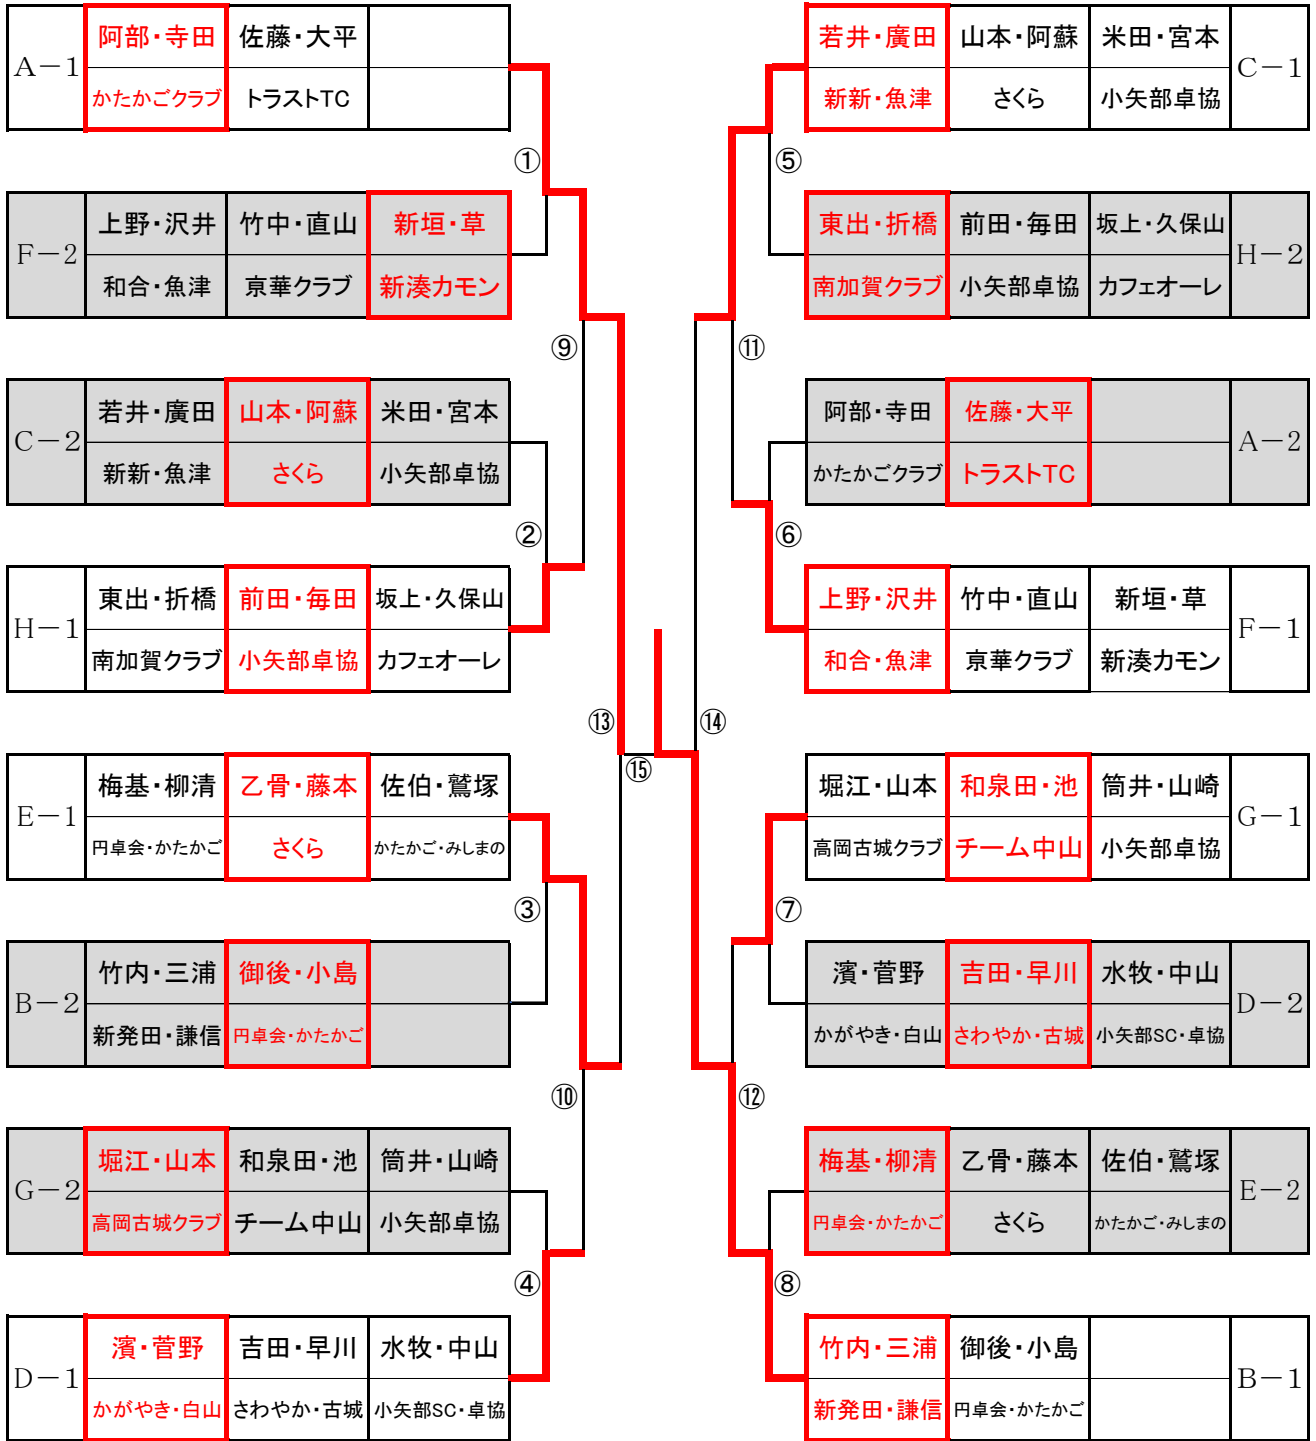 A-1 阿部・寺田 佐藤・大平
かたかごクラブ トラストTC
①
F-2 上野・沢井 竹中・直山 新垣・草
和合・魚津 京華クラブ 新湊カモン
⑨
C-2 若井・廣田 山本・阿蘇 米田・宮本
新新・魚津 さくら 小矢部卓協
②
H-1 東出・折橋 前田・毎田 坂上・久保山
南加賀クラブ 小矢部卓協 カフェオーレ
⑬
⑮
E-1 梅基・柳清 乙骨・藤本 佐伯・鷲塚
円卓会・かたかご さくら かたかご・みしまの
③
B-2 竹内・三浦 御後・小島
新発田・謙信 円卓会・かたかご
⑩
G-2 堀江・山本 和泉田・池 筒井・山崎
高岡古城クラブ チーム中山 小矢部卓協
④
D-1 濱・菅野 吉田・早川 水牧・中山
かがやき・白山 さわやか・古城 小矢部SC・卓協
若井・廣田 山本・阿蘇 米田・宮本 C-1
新新・魚津 さくら 小矢部卓協
⑤
東出・折橋 前田・毎田 坂上・久保山 H-2
南加賀クラブ 小矢部卓協 カフェオーレ
⑪
阿部・寺田 佐藤・大平 A-2
かたかごクラブ トラストTC
⑥
上野・沢井 竹中・直山 新垣・草 F-1
和合・魚津 京華クラブ 新湊カモン
⑭
堀江・山本 和泉田・池 筒井・山崎 G-1
高岡古城クラブ チーム中山 小矢部卓協
⑦
濱・菅野 吉田・早川 水牧・中山 D-2
かがやき・白山 さわやか・古城 小矢部SC・卓協
⑫
梅基・柳清 乙骨・藤本 佐伯・鷲塚 E-2
円卓会・かたかご さくら かたかご・みしまの
⑧
竹内・三浦 御後・小島 B-1
新発田・謙信 円卓会・かたかご